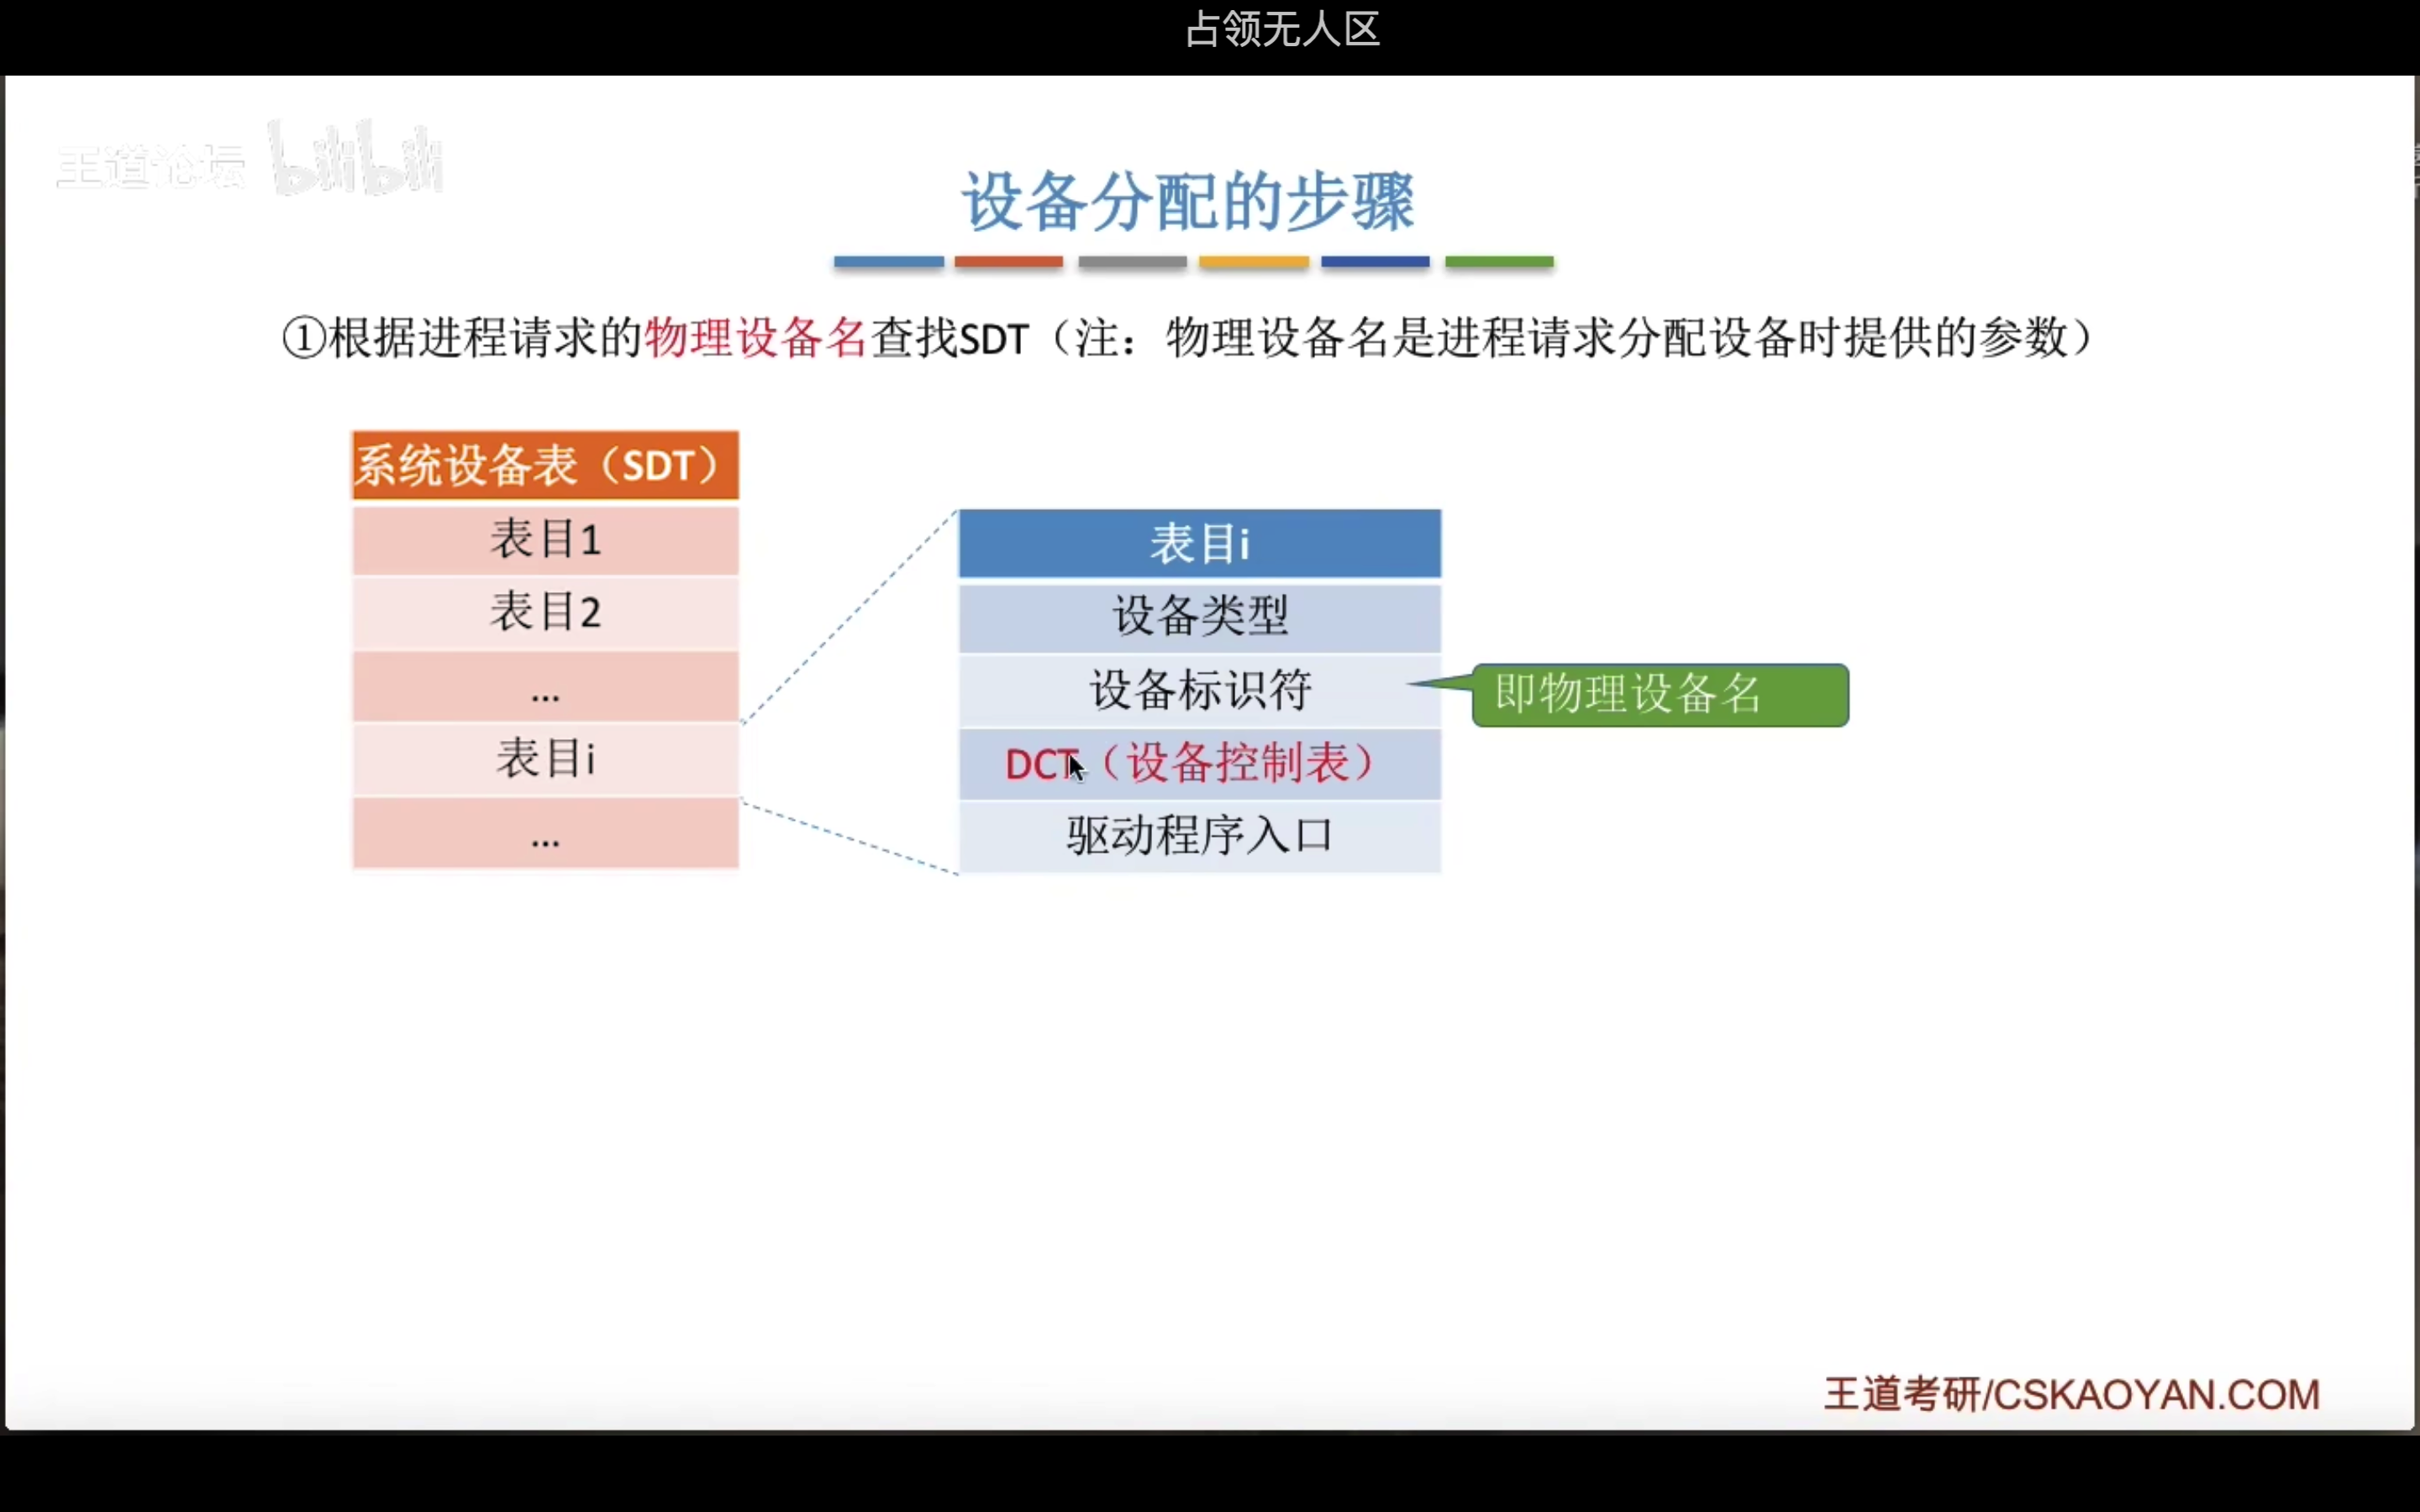 占领无人区
王道论坛 bilibili
设备分配的步骤
①根据进程请求的物理设备名查找SDT（注：物理设备名是进程请求分配设备时提供的参数）
系统设备表（SDT）
表目1
表目2
...
表目i
...
表目i
设备类型
设备标识符
DCT（设备控制表）
驱动程序入口
即物理设备名
王道考研/CSKAOYAN.COM